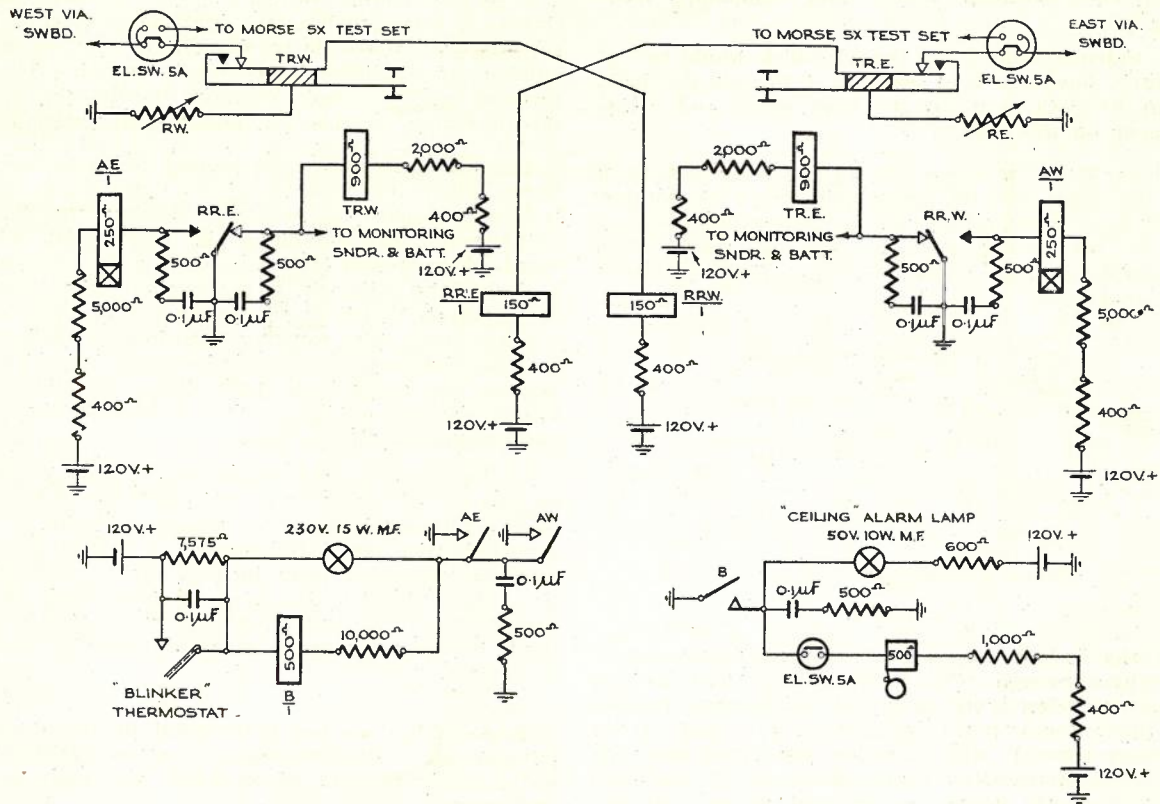 WEST VIA.
SWBD.
TO MORSE SX TEST SET
EL.SW. 5A
T.R.W.
RW.
TO MORSE SX TEST SET
EAST VIA.
SWBD.
EL.SW. 5A
T.R.E.
RE.
AE
1
250Ω
RR.E.
500Ω
500Ω
0.1µF
0.1µF
5,000Ω
400Ω
120V.+
900Ω
T.R.W.
2,000Ω
400Ω
TO MONITORING
SNDR. & BATT.
120V.+
RR.E
1
150Ω
400Ω
120V.+
150Ω
RR.W.
1
400Ω
120V.+
2,000Ω
900Ω
T.R.E.
400Ω
TO MONITORING
SNDR. & BATT.
120V.+
RR.W.
500Ω
500Ω
0.1µF
0.1µF
AW
1
250Ω
5,000Ω
400Ω
120V.+
120V.+
7,575Ω
0.1µF
230V. 15 W. M.F.
AE
AW
0.1µF
500Ω
500Ω
10,000Ω
B
1
"BLINKER"
THERMOSTAT
"CEILING" ALARM LAMP
50V. 10W. M.F.
600Ω
120V.+
B
0.1µF
500Ω
EL.SW. 5A
500Ω
1,000Ω
400Ω
120V.+